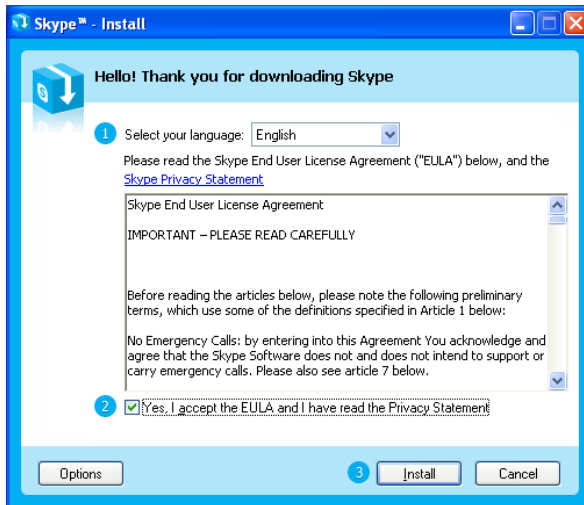 Skype™ - Install
Hello! Thank you for downloading Skype
1 Select your language: English
Please read the Skype End User License Agreement ("EULA") below, and the
Skype Privacy Statement
Skype End User License Agreement
IMPORTANT – PLEASE READ CAREFULLY
Before reading the articles below, please note the following preliminary
terms, which use some of the definitions specified in Article 1 below:
No Emergency Calls: by entering into this Agreement You acknowledge and
agree that the Skype Software does not and does not intend to support or
carry emergency calls. Please also see article 7 below.
2 Yes, I accept the EULA and I have read the Privacy Statement
Options 3 Install Cancel